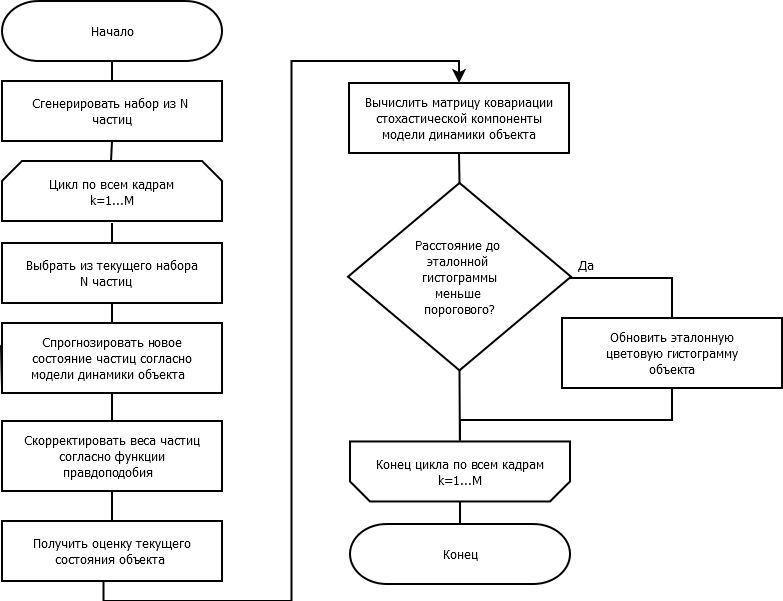 Начало
Сгенерировать набор из N
частиц
Цикл по всем кадрам
k=1...M
Выбрать из текущего набора
N частиц
Спрогнозировать новое
состояние частиц согласно
модели динамики объекта
Скорректировать веса частиц
согласно функции
правдоподобия
Получить оценку текущего
состояния объекта
Вычислить матрицу ковариации
стохастической компоненты
модели динамики объекта
Расстояние до
эталонной
гистограммы
меньше
порогового?
Да
Обновить эталонную
цветовую гистограмму
объекта
Конец цикла по всем кадрам
k=1...M
Конец